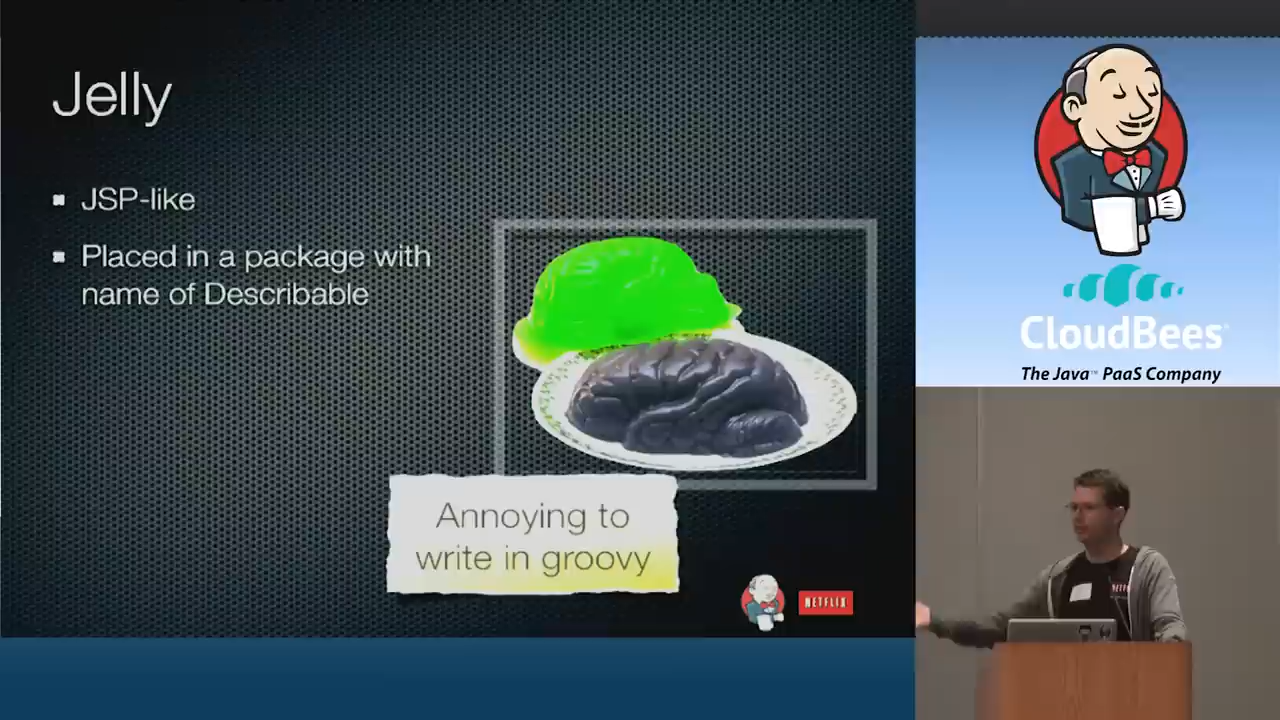 Jelly
JSP-like
Placed in a package with
name of Describable
Annoying to
write in groovy
NETFLIX
CloudBees
The Java™ PaaS Company